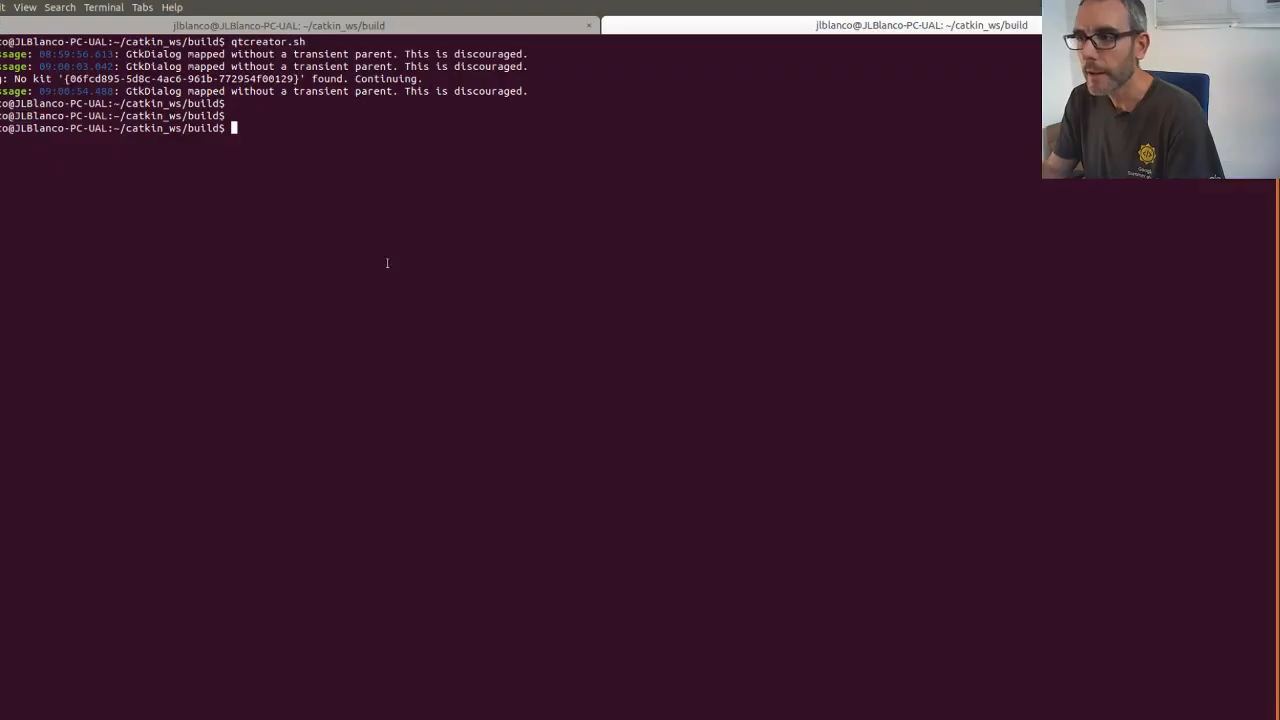 View Search Terminal Tabs Help
jlblanco@JLBlanco-PC-UAL: ~/catkin_ws/build × jlblanco@JLBlanco-PC-UAL: ~/catkin_ws/build
co@JLBlanco-PC-UAL:~/catkin_ws/build$ qtcreator.sh
ssage: 08:59:56.613: GtkDialog mapped without a transient parent. This is discouraged.
ssage: 09:00:03.042: GtkDialog mapped without a transient parent. This is discouraged.
g: No kit '{06fcd895-5d8c-4ac6-961b-772954f00129}' found. Continuing.
ssage: 09:00:54.488: GtkDialog mapped without a transient parent. This is discouraged.
co@JLBlanco-PC-UAL:~/catkin_ws/build$
co@JLBlanco-PC-UAL:~/catkin_ws/build$
co@JLBlanco-PC-UAL:~/catkin_ws/build$